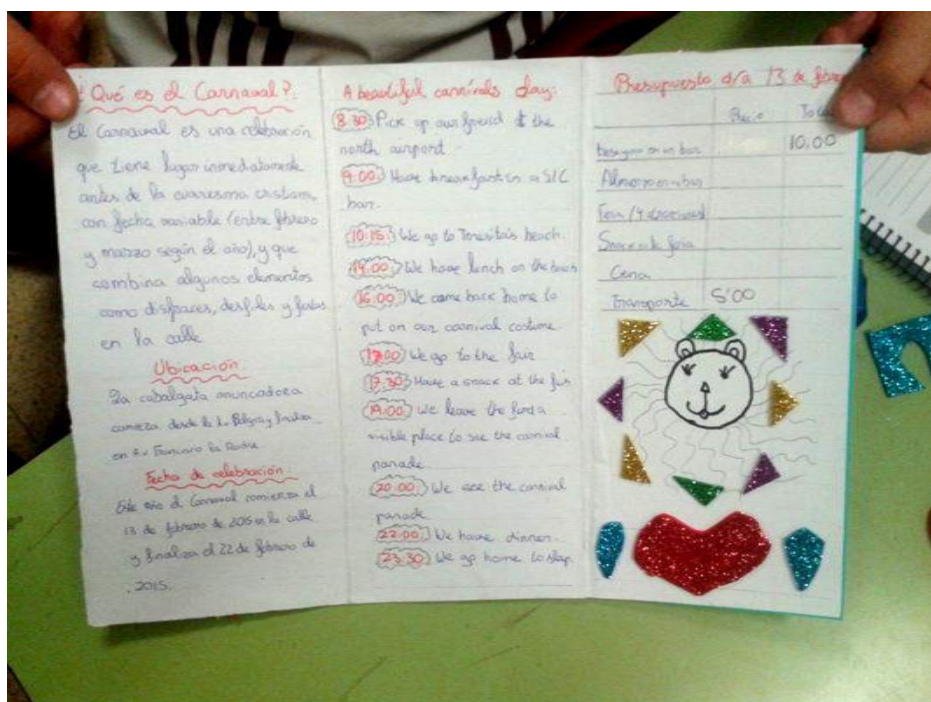 ¿Qué es el Carnaval?
El Carnaval es una celebración
que tiene lugar inmediatamente
antes de la cuaresma cristiana,
con fecha variable (entre febrero
y marzo según el año), y que
combina algunos elementos
como disfraces, desfiles y fiestas
en la calle
Ubicación
La cabalgata anunciadora
comienza desde la
en Av Francisco La Roche
Fecha de celebración
Este año el Carnaval comienza el
13 de febrero de 2015 en la calle
y finaliza el 22 de febrero de
2015.
A beautiful carnivals day:
8:30 Pick up our friend at the
north airport
9:00 Have breakfast in a S/C
bar.
10:15 We go to Teresitas beach.
14:00 We have lunch on the beach
16:00 We come back home to
put on our carnival costume
17:00 We go to the fair
17:30 Have a snack at the
19:00 We leave the
visible place to see the carnival
parade
20:00 We see the carnival
parade
22:00 We have dinner.
23:30 We go home to sleep
Presupuesto día 13 de
Precio
10,00
en un bar
Almuerzo
Snack
Cena
Transporte 5'00